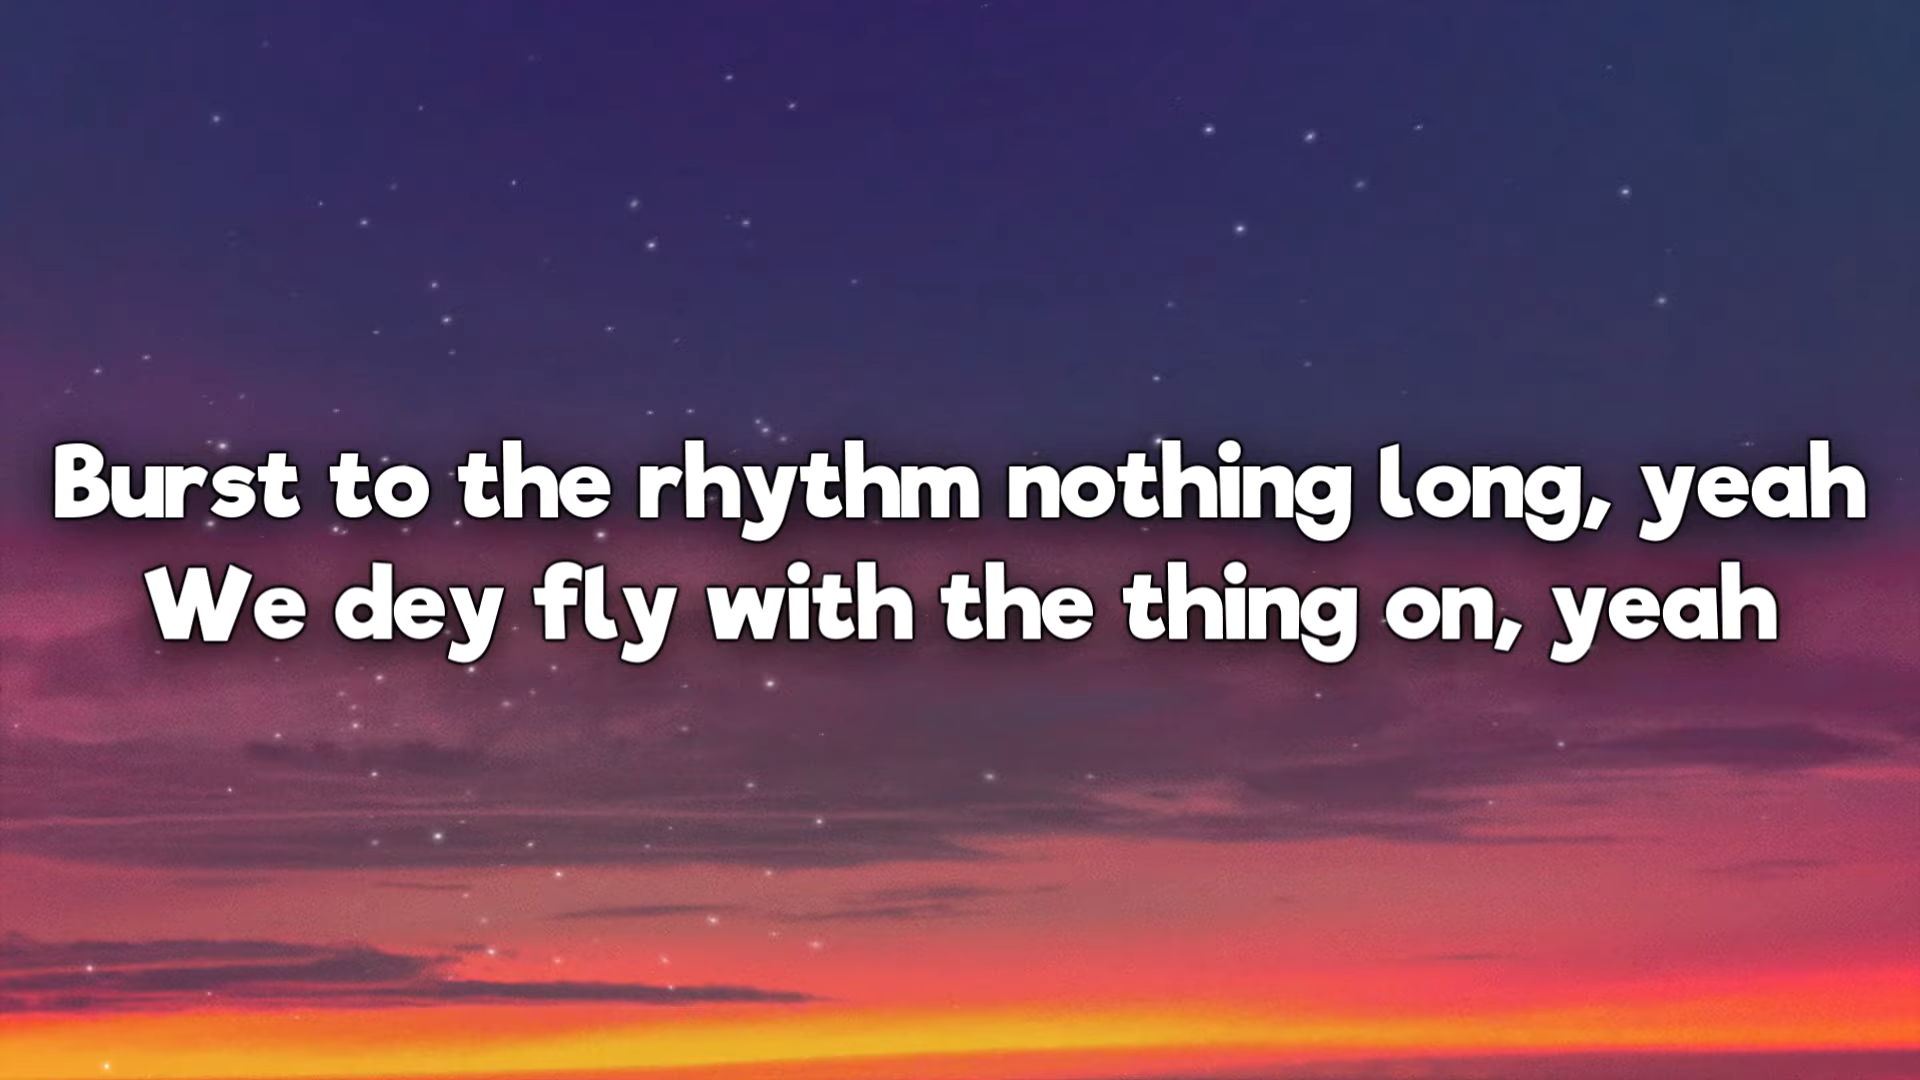 Burst to the rhythm nothing long, yeah
We dey fly with the thing on, yeah